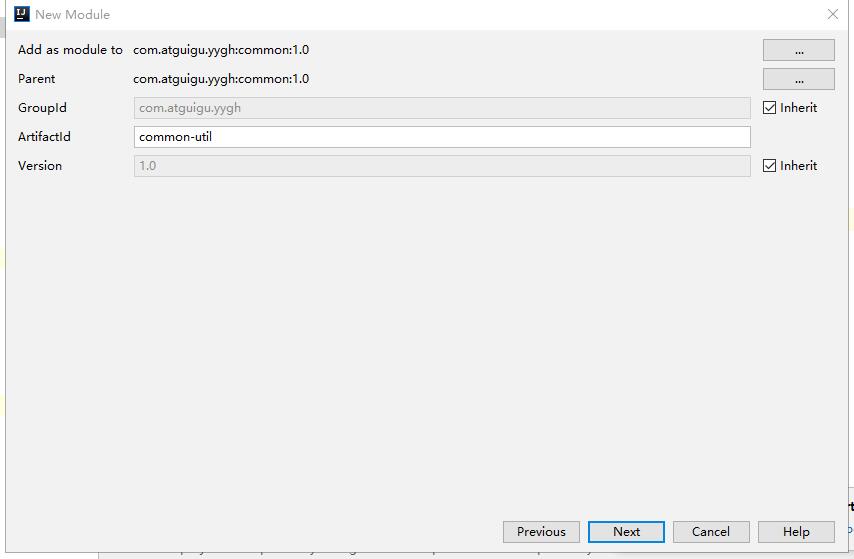 New Module
Add as module to com.atguigu.yygh:common:1.0 ...
Parent com.atguigu.yygh:common:1.0 ...
GroupId com.atguigu.yygh Inherit
ArtifactId common-util
Version 1.0 Inherit
Previous Next Cancel Help